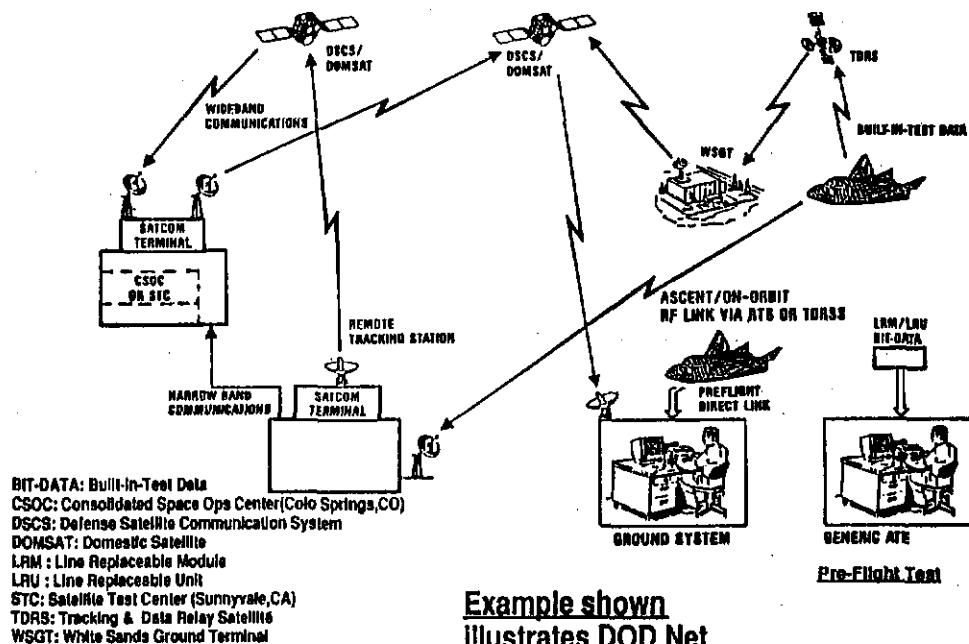 DSCS/
DOMSAT
DSCS/
DOMSAT
TDRS
WIDEBAND
COMMUNICATIONS
BUILT-IN-TEST DATA
WSGT
SATCOM
TERMINAL
CSOC
OR STC
ASCENT/ON-ORBIT
RF LINK VIA RTS OR TDRSS
REMOTE
TRACKING STATION
LRM/LRU
BIT-DATA
NARROW BAND
COMMUNICATIONS
SATCOM
TERMINAL
PREFLIGHT
DIRECT LINK
GROUND SYSTEM
GENERIC ATE
Pre-Flight Test
BIT-DATA: Built-In-Test Data
CSOC: Consolidated Space Ops Center(Colo Springs,CO)
DSCS: Defense Satellite Communication System
DOMSAT: Domestic Satellite
LRM : Line Replaceable Module
LRU : Line Replaceable Unit
STC: Satellite Test Center (Sunnyvale,CA)
TDRS: Tracking & Data Relay Satellite
WSGT: White Sands Ground Terminal
Example shown
illustrates DOD Net